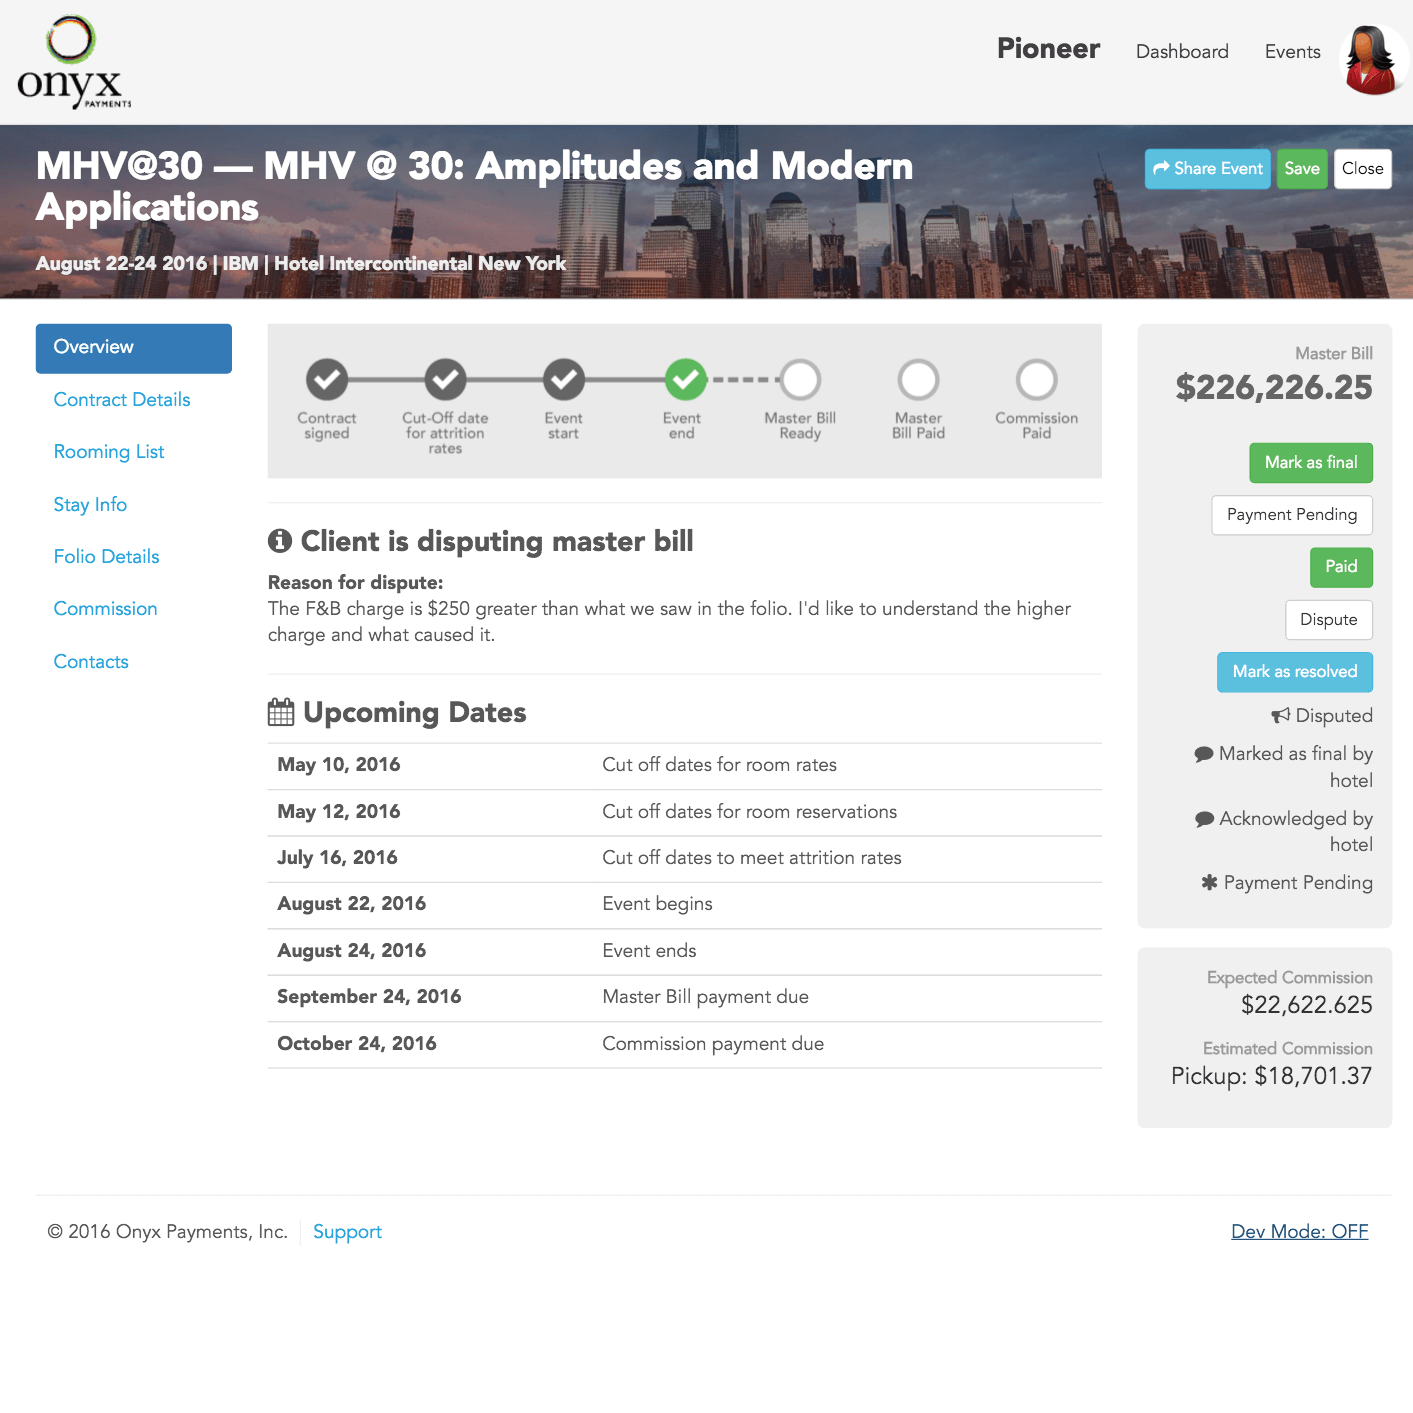 onyx
PAYMENTS
Pioneer
Dashboard
Events
MHV@30 — MHV @ 30: Amplitudes and Modern
Applications
August 22-24 2016 | IBM | Hotel Intercontinental New York
Share Event
Save
Close
Overview
Contract Details
Rooming List
Stay Info
Folio Details
Commission
Contacts
Contract
signed
Cut-Off date
for attrition
rates
Event
start
Event
end
Master Bill
Ready
Master
Bill Paid
Commission
Paid
Client is disputing master bill
Reason for dispute:
The F&B charge is $250 greater than what we saw in the folio. I'd like to understand the higher
charge and what caused it.
Upcoming Dates
May 10, 2016 Cut off dates for room rates
May 12, 2016 Cut off dates for room reservations
July 16, 2016 Cut off dates to meet attrition rates
August 22, 2016 Event begins
August 24, 2016 Event ends
September 24, 2016 Master Bill payment due
October 24, 2016 Commission payment due
Master Bill
$226,226.25
Mark as final
Payment Pending
Paid
Dispute
Mark as resolved
Disputed
Marked as final by
hotel
Acknowledged by
hotel
Payment Pending
Expected Commission
$22,622.625
Estimated Commission
Pickup: $18,701.37
© 2016 Onyx Payments, Inc.
Support
Dev Mode: OFF